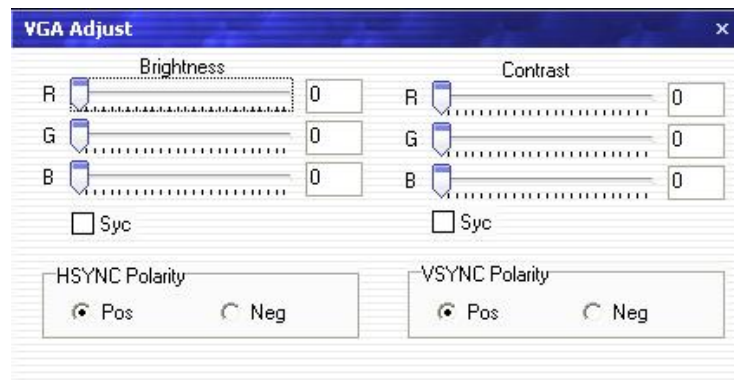 VGA Adjust ×
Brightness Contrast
R 0 R 0
G 0 G 0
B 0 B 0
Syc Syc
HSYNC Polarity VSYNC Polarity
Pos Neg Pos Neg